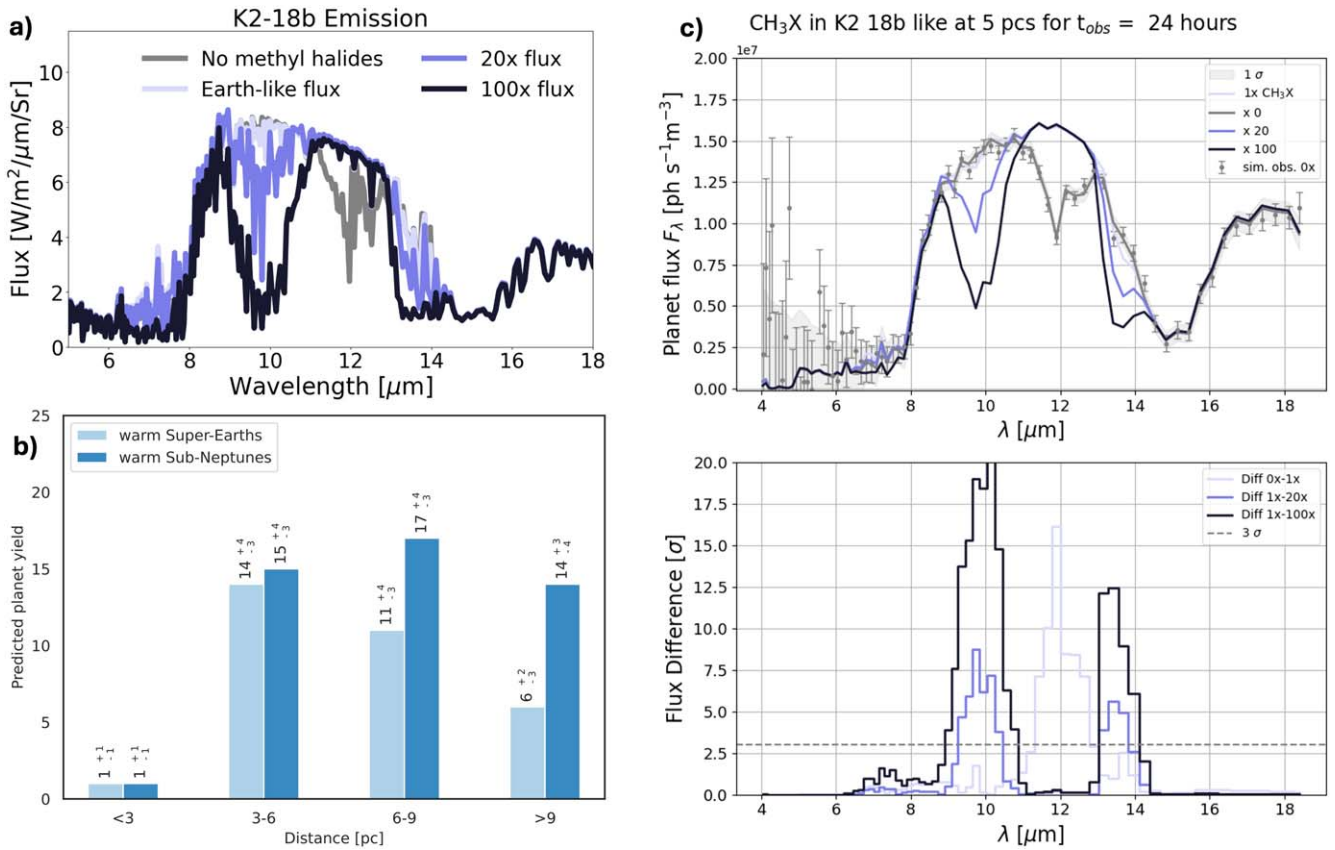 a)
K2-18b Emission
No methyl halides
20x flux
Earth-like flux
100x flux
Flux [W/m²/μm/Sr]
10
8
6
4
2
0
6
8
10
12
14
16
18
Wavelength [μm]
b)
warm Super-Earths
warm Sub-Neptunes
Predicted planet yield
25
20
15
10
5
0
1 +1 -1
1 +1 -1
14 +4 -3
15 +4 -3
11 +4 -3
17 +4 -3
6 +2 -3
14 +3 -4
<3
3-6
6-9
>9
Distance [pc]
c)
CH₃X in K2 18b like at 5 pcs for t_obs = 24 hours
1e7
1 σ
1x CH₃X
x 0
x 20
x 100
sim. obs. 0x
Planet flux F_λ [ph s⁻¹m⁻³]
2.00
1.75
1.50
1.25
1.00
0.75
0.50
0.25
0.00
4
6
8
10
12
14
16
18
λ [μm]
Diff 0x-1x
Diff 1x-20x
Diff 1x-100x
3 σ
Flux Difference [σ]
20.0
17.5
15.0
12.5
10.0
7.5
5.0
2.5
0.0
4
6
8
10
12
14
16
18
λ [μm]